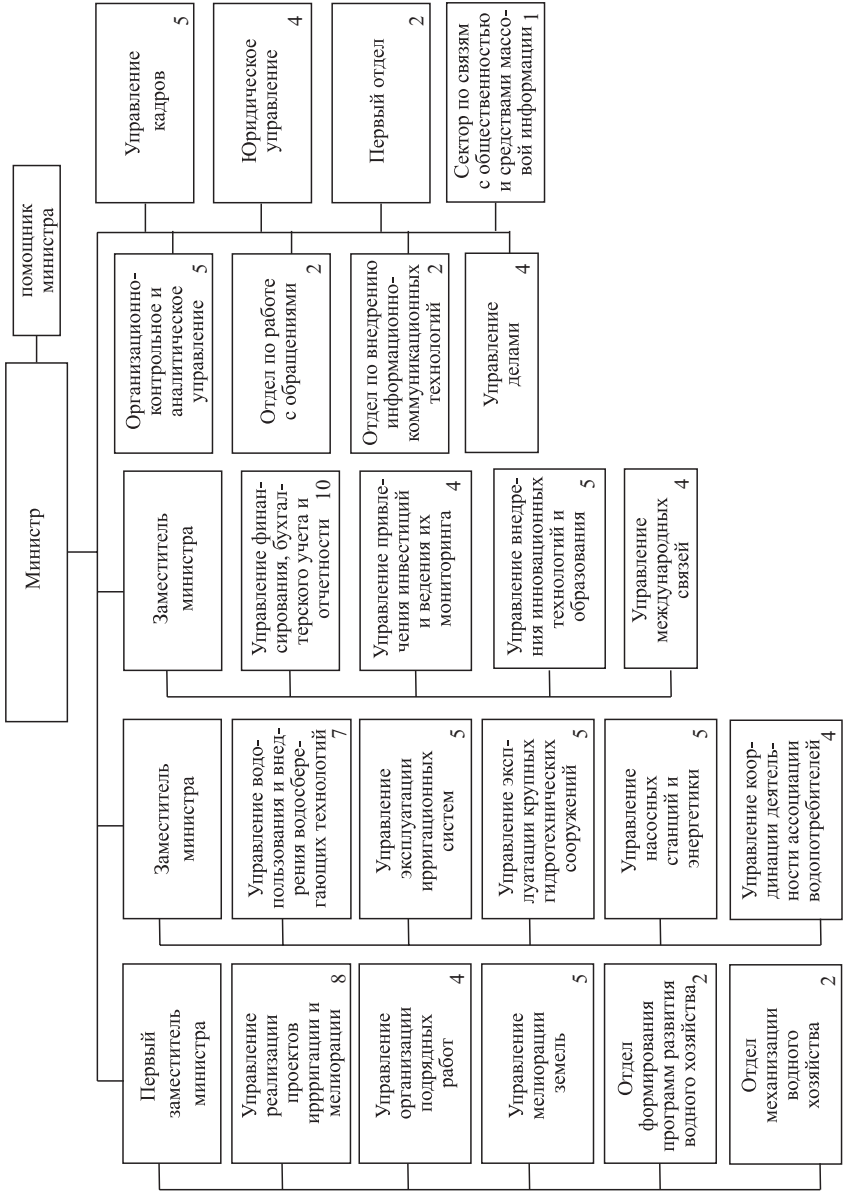 Министр
помощник
министра
Первый
заместитель
министра
Управление
реализации
проектов
иррригации и
мелиорации
8
Управление
организации
подрядных
работ
4
Управление
мелиорации
земель
5
Отдел
формирования
программ развития
водного хозяйства
2
Отдел
механизации
водного
хозяйства
2
Заместитель
министра
Управление водо-
пользования и внед-
рения водосбере-
гающих технологий
7
Управление
эксплуатации
ирригационных
систем
5
Управление эксп-
луатации крупных
гидротехнических
сооружений
5
Управление
насосных
станций и
энергетики
5
Управление коор-
динации деятель-
ности ассоциации
водопотребителей
4
Заместитель
министра
Управление финан-
сирования, бухгал-
терского учета и
отчетности
10
Управление привле-
чения инвестиций
и ведения их
мониторинга
4
Управление внедре-
ния инновационных
технологий и
образования
5
Управление
международных
связей
4
Организационно-
контрольное и
аналитическое
управление
5
Отдел по работе
с обращениями
2
Отдел по внедрению
информационно-
коммуникационных
технологий
2
Управление
делами
4
Управление
кадров
5
Юридическое
управление
4
Первый отдел
2
Сектор по связям
с общественностью
и средствами массо-
вой информации
1